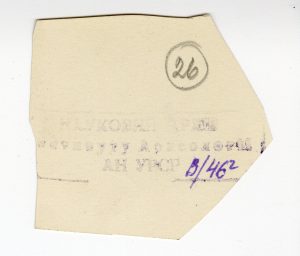 26
НАУКОВИЙ АРХІВ
Інституту Археології
АН УРСР В/46²